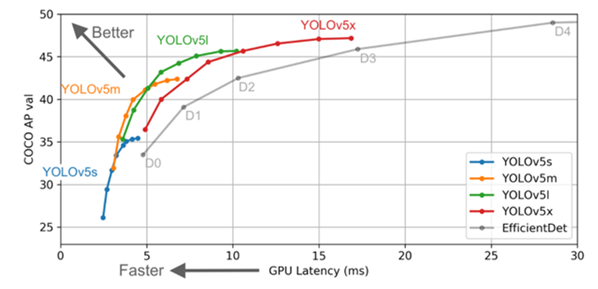 50
45
40
35
30
25
COCO AP val
Better
YOLOv5x
YOLOv5l
YOLOv5m
YOLOv5s
D4
D3
D2
D1
D0
YOLOv5s
YOLOv5m
YOLOv5l
YOLOv5x
EfficientDet
0 5 10 15 20 25 30
Faster GPU Latency (ms)